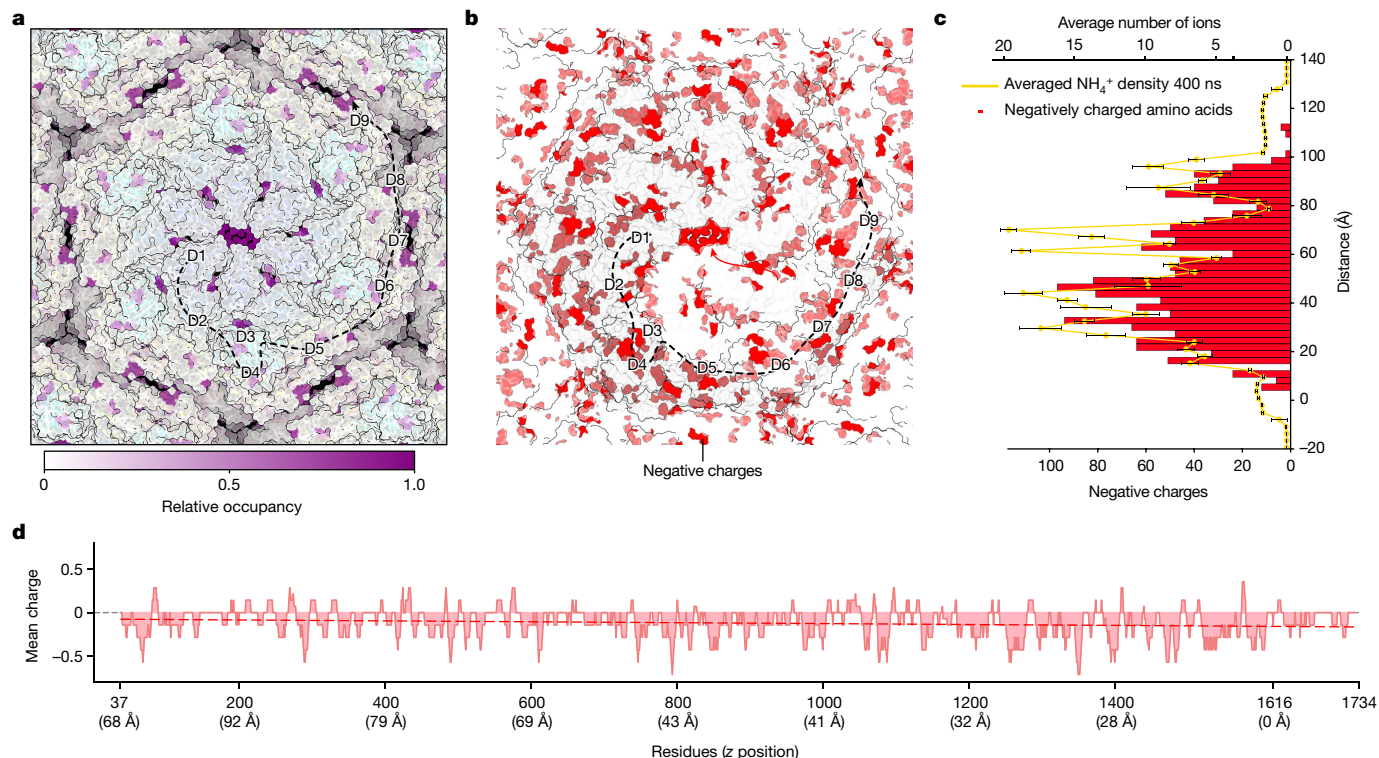 a
D1
D2
D3
D4
D5
D6
D7
D8
D9
0
0.5
1.0
Relative occupancy
b
D1
D2
D3
D4
D5
D6
D7
D8
D9
Negative charges
c
Average number of ions
20
15
10
5
0
Averaged NH₄⁺ density 400 ns
Negatively charged amino acids
140
120
100
80
60
40
20
0
−20
Distance (Å)
100
80
60
40
20
0
Negative charges
d
Mean charge
0.5
0
−0.5
37 200 400 600 800 1000 1200 1400 1616 1734
(68 Å) (92 Å) (79 Å) (69 Å) (43 Å) (41 Å) (32 Å) (28 Å) (0 Å)
Residues (z position)